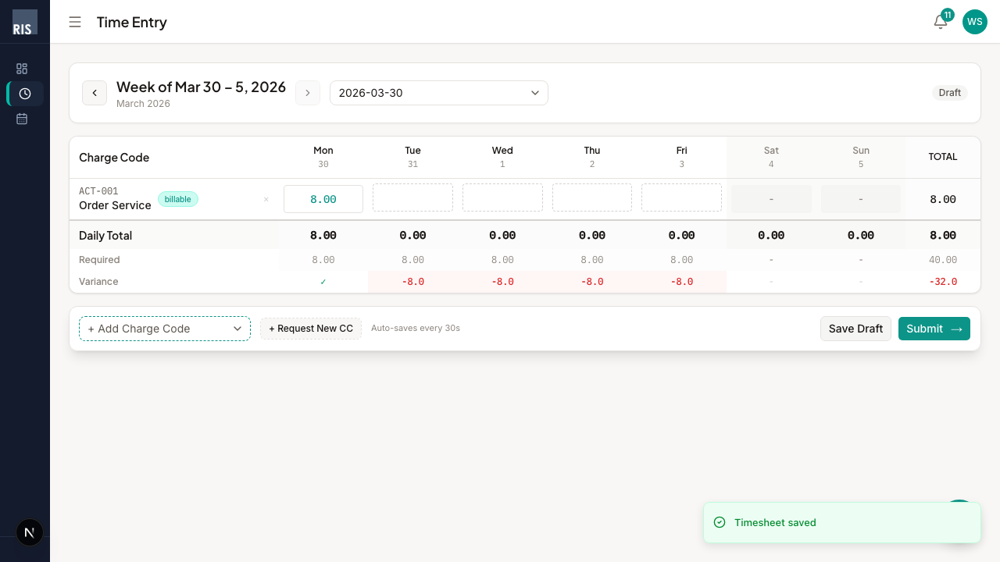 RIS
Time Entry
11
WS
Week of Mar 30 – 5, 2026
March 2026
2026-03-30
Draft
Charge Code Mon 30 Tue 31 Wed 1 Thu 2 Fri 3 Sat 4 Sun 5 TOTAL
ACT-001
Order Service billable × 8.00 - - 8.00
Daily Total 8.00 0.00 0.00 0.00 0.00 0.00 0.00 8.00
Required 8.00 8.00 8.00 8.00 8.00 - - 40.00
Variance ✓ -8.0 -8.0 -8.0 -8.0 - - -32.0
+ Add Charge Code + Request New CC Auto-saves every 30s Save Draft Submit →
Timesheet saved
N